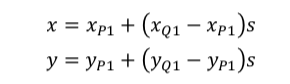 x = x_{P1} + (x_{Q1} − x_{P1})s
y = y_{P1} + (y_{Q1} − y_{P1})s